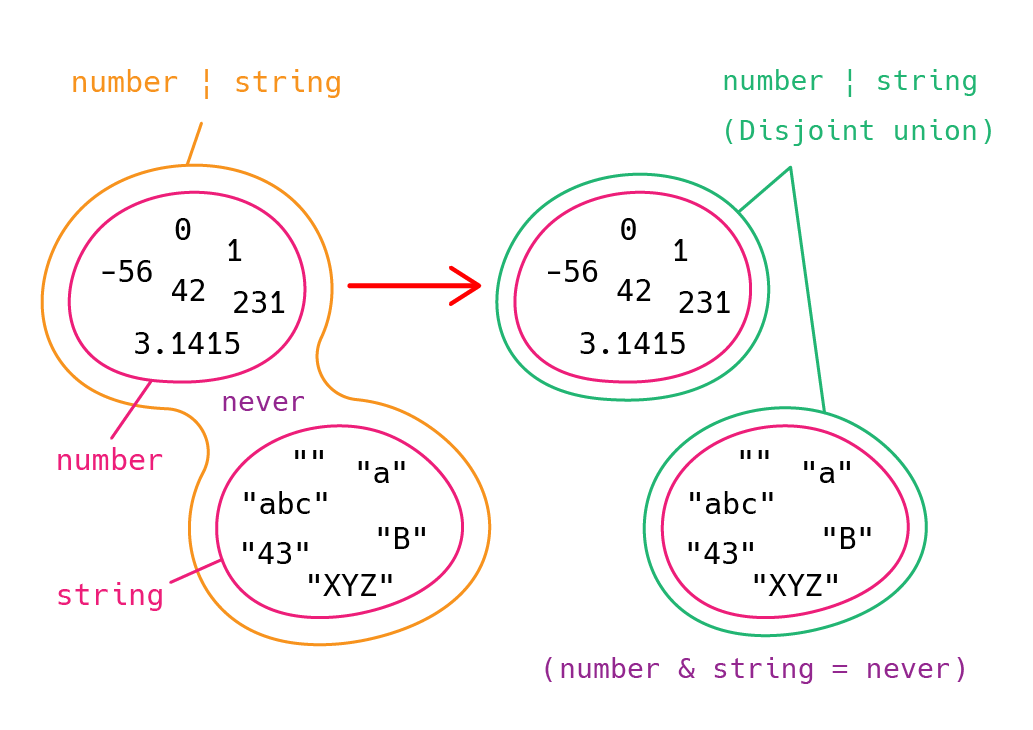 number ¦ string
0
1
-56
42
231
3.1415
never
number
"" 
"a"
"abc"
"B"
"43"
"XYZ"
string
number ¦ string
(Disjoint union)
0
1
-56
42
231
3.1415
""
"a"
"abc"
"B"
"43"
"XYZ"
(number & string = never)